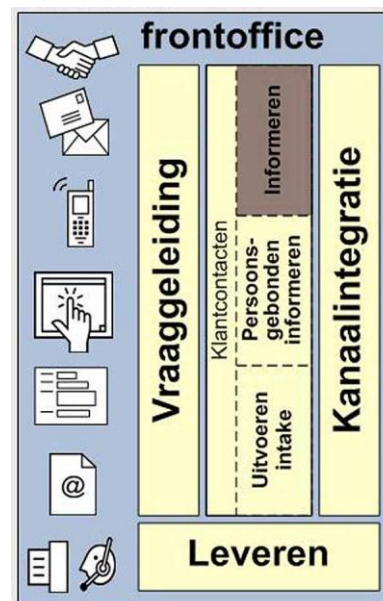 frontoffice
Vraaggeleiding
Klantcontacten
Informeren
Persoons-
gebonden
informeren
Uitvoeren
intake
Kanaalintegratie
@
Leveren